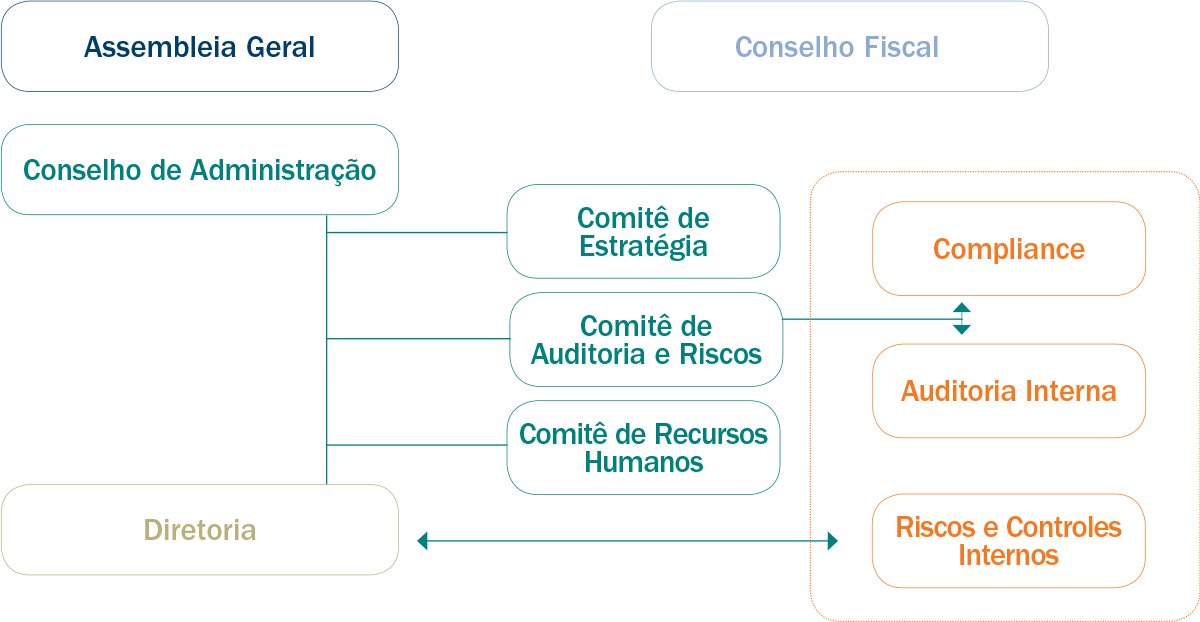 Assembleia Geral
Conselho Fiscal
Conselho de Administração
Comitê de
Estratégia
Compliance
Comitê de
Auditoria e Riscos
Auditoria Interna
Comitê de Recursos
Humanos
Diretoria
Riscos e Controles
Internos